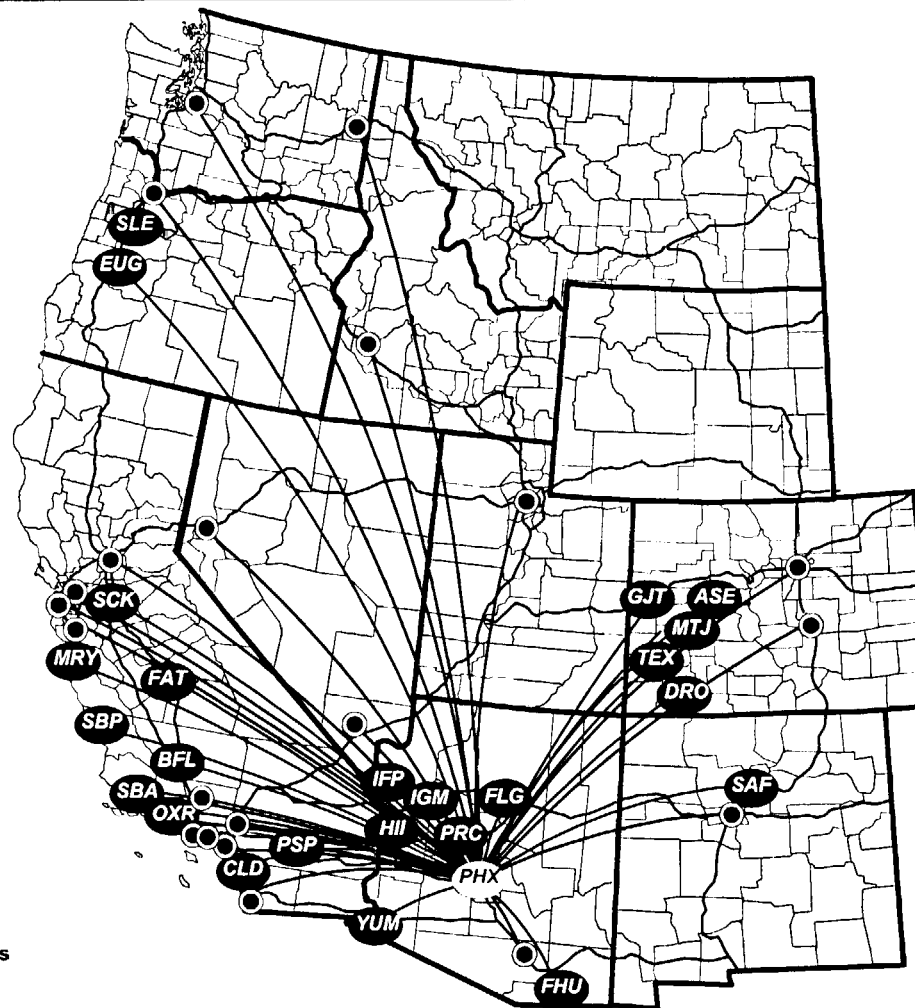 SLE
EUG
SCK
GJT
ASE
MTJ
MRY
TEX
FAT
DRO
SBP
BFL
IFP
SBA
IGM
FLG
SAF
OXR
HII
PRC
PSP
CLD
PHX
YUM
s
FHU